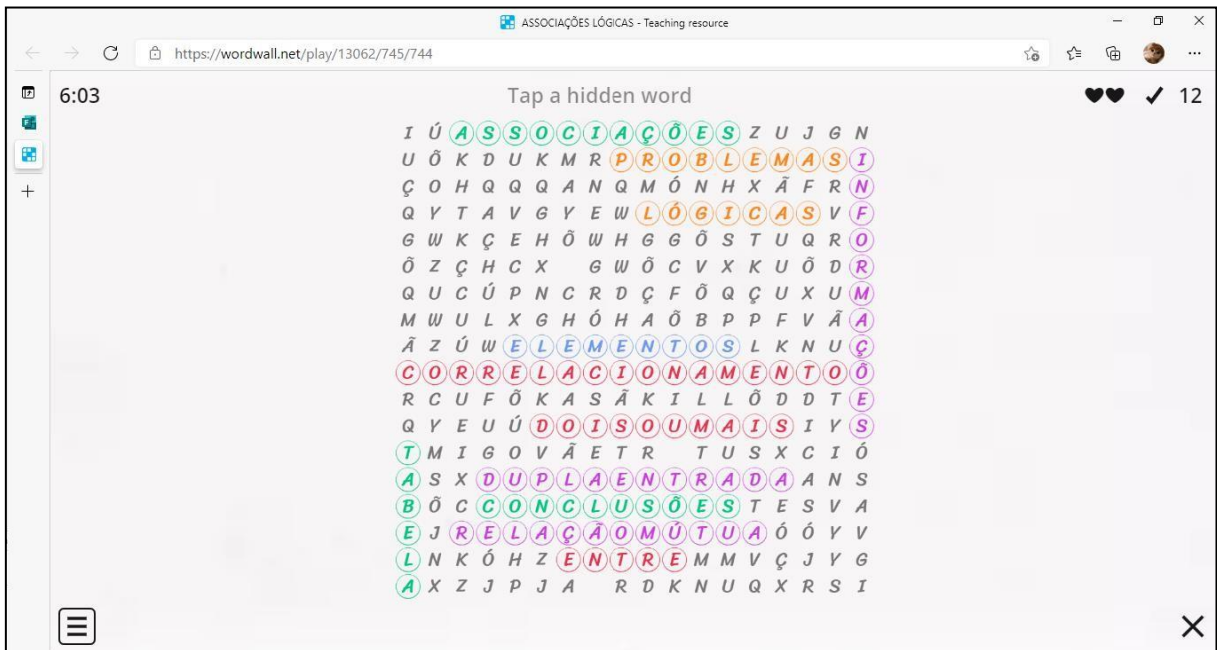 ASSOCIAÇÕES LÓGICAS - Teaching resource
https://wordwall.net/play/13062/745/744
6:03 Tap a hidden word 12
I Ú A S S O C I A Ç Õ E S Z U J G N
U Õ K D U K M R P R O B L E M A S I
Ç O H Q Q Q A N Q M Ó N H X Ã F R N
Q Y T A V G Y E W L Ó G I C A S V F
G W K Ç E H Õ W H G G Õ S T U Q R O
Õ Z Ç H C X G W Õ C V X K U Õ D R
Q U C Ú P N C R D Ç F Õ Q Ç U X U M
M W U L X G H Ó H A Õ B P P F V Ã A
Ã Z Ú W E L E M E N T O S L K N U Ç
C O R R E L A C I O N A M E N T O Õ
R C U F Õ K A S Ã K I L L Õ D D T E
Q Y E U Ú D O I S O U M A I S I Y S
T M I G O V Ã E T R T U S X C I Ó
A S X D U P L A E N T R A D A A N S
B Õ C C O N C L U S Õ E S T E S V A
E J R E L A Ç Ã O M Ú T U A Ó Ó Y V
L N K Ó H Z E N T R E M M V Ç J Y G
A X Z J P J A R D K N U Q X R S I